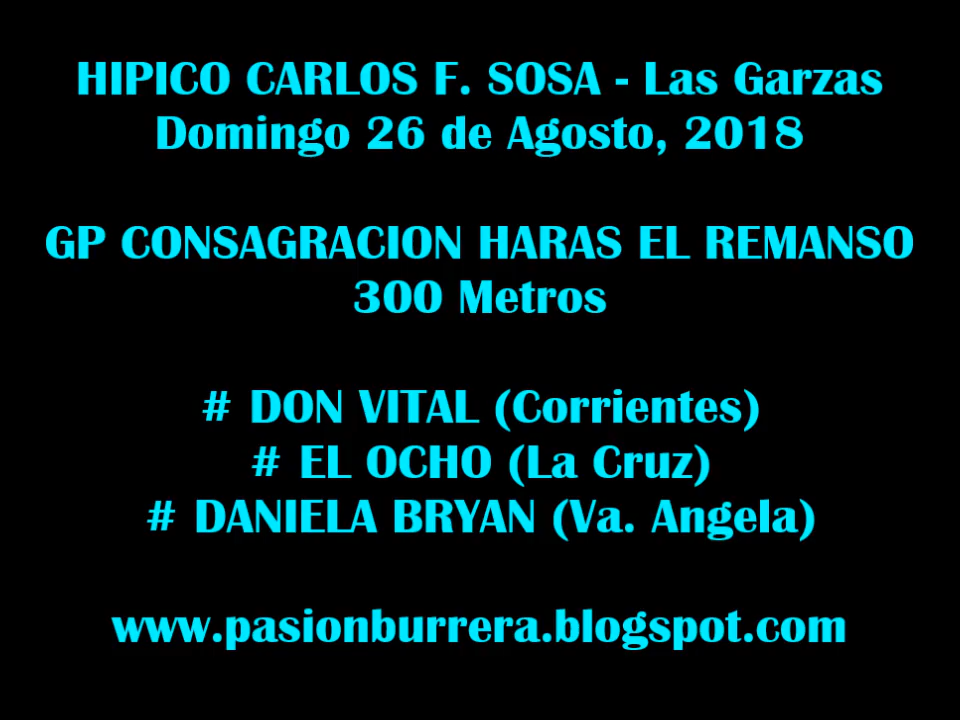 HIPICO CARLOS F. SOSA - Las Garzas
Domingo 26 de Agosto, 2018
GP CONSAGRACION HARAS EL REMANSO
300 Metros
# DON VITAL (Corrientes)
# EL OCHO (La Cruz)
# DANIELA BRYAN (Va. Angela)
www.pasionburrera.blogspot.com